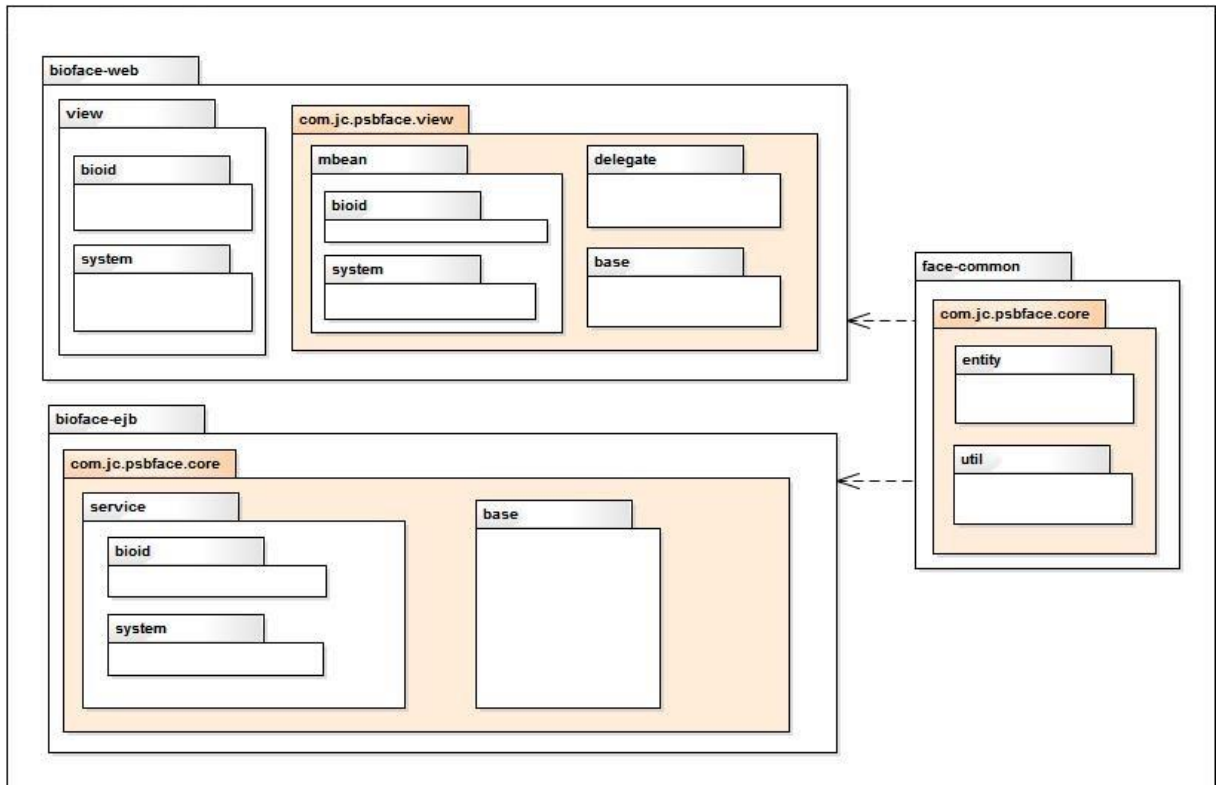 bioface-web
view
bioid
system
com.jc.psbface.view
mbean
bioid
system
delegate
base
bioface-ejb
com.jc.psbface.core
service
bioid
system
base
face-common
com.jc.psbface.core
entity
util